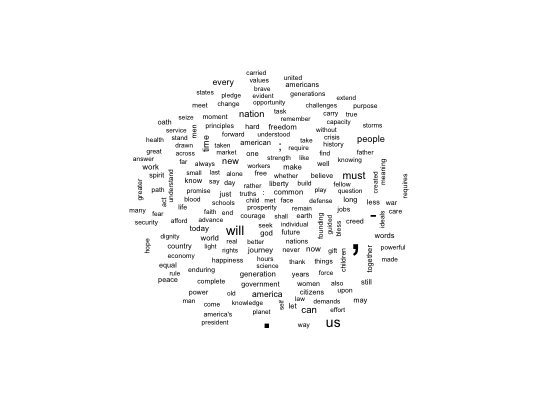 carried
every values united
brave americans
states pledge evident generations extend
meet change opportunity challenges purpose
seize moment nation task carry true
oath remember capacity
service men principles hard freedom storms
forward understood without people
health stand drawn time american ; take crisis
require history
great across taken market one find father
answer far always new strength like knowing
work workers make well meaning
spirit small last alone free whether believe must created requires
greater understand know say day rather liberty build fellow
path act promise just truths : common play question ideals
blood schools child met face defense long less war
many life prosperity remain jobs - care
fear faith end courage shall earth founding guided bless creed
security afford advance seek individual
today will god future words
hope world real better nations , powerful
country light rights journey never now gift children together made
economy happiness hours thank things
equal science
rule enduring generation years force
peace complete government women also still
power old america citizens upon
man come knowledge self law demands may
america's planet let can effort
president . way us